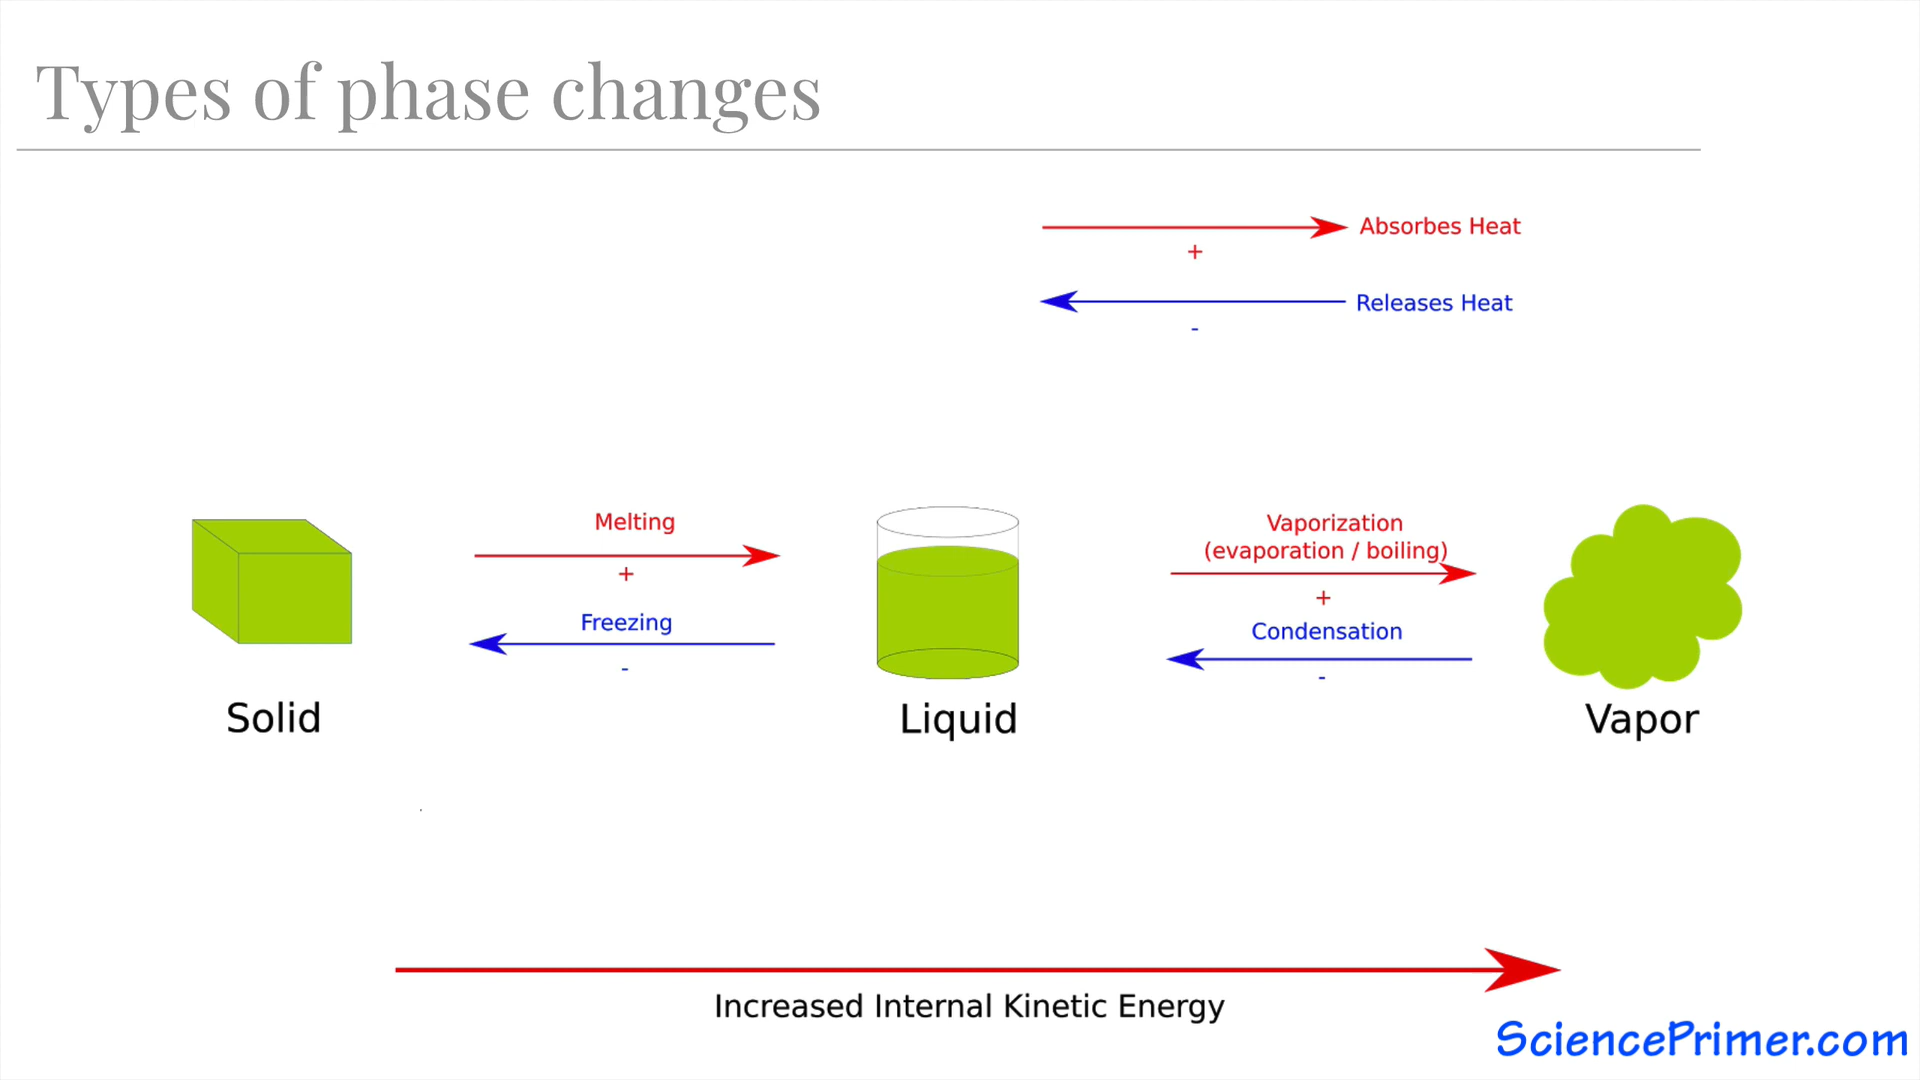 Types of phase changes
Absorbes Heat
+
Releases Heat
-
Melting
+
Freezing
-
Vaporization
(evaporation / boiling)
+
Condensation
-
Solid
Liquid
Vapor
Increased Internal Kinetic Energy
SciencePrimer.com